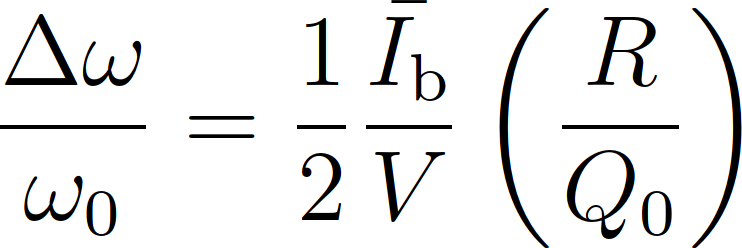 Δω/ω₀ = 1/2 Ī_b/V (R/Q₀)